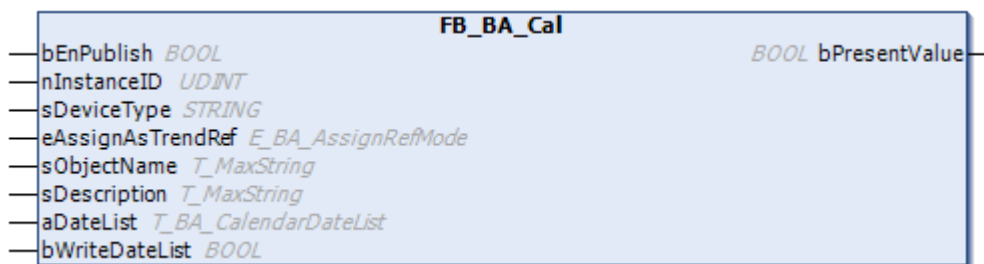 FB_BA_Cal
bEnPublish BOOL BOOL bPresentValue
nInstanceID UDINT
sDeviceType STRING
eAssignAsTrendRef E_BA_AssignRefMode
sObjectName T_MaxString
sDescription T_MaxString
aDateList T_BA_CalendarDateList
bWriteDateList BOOL